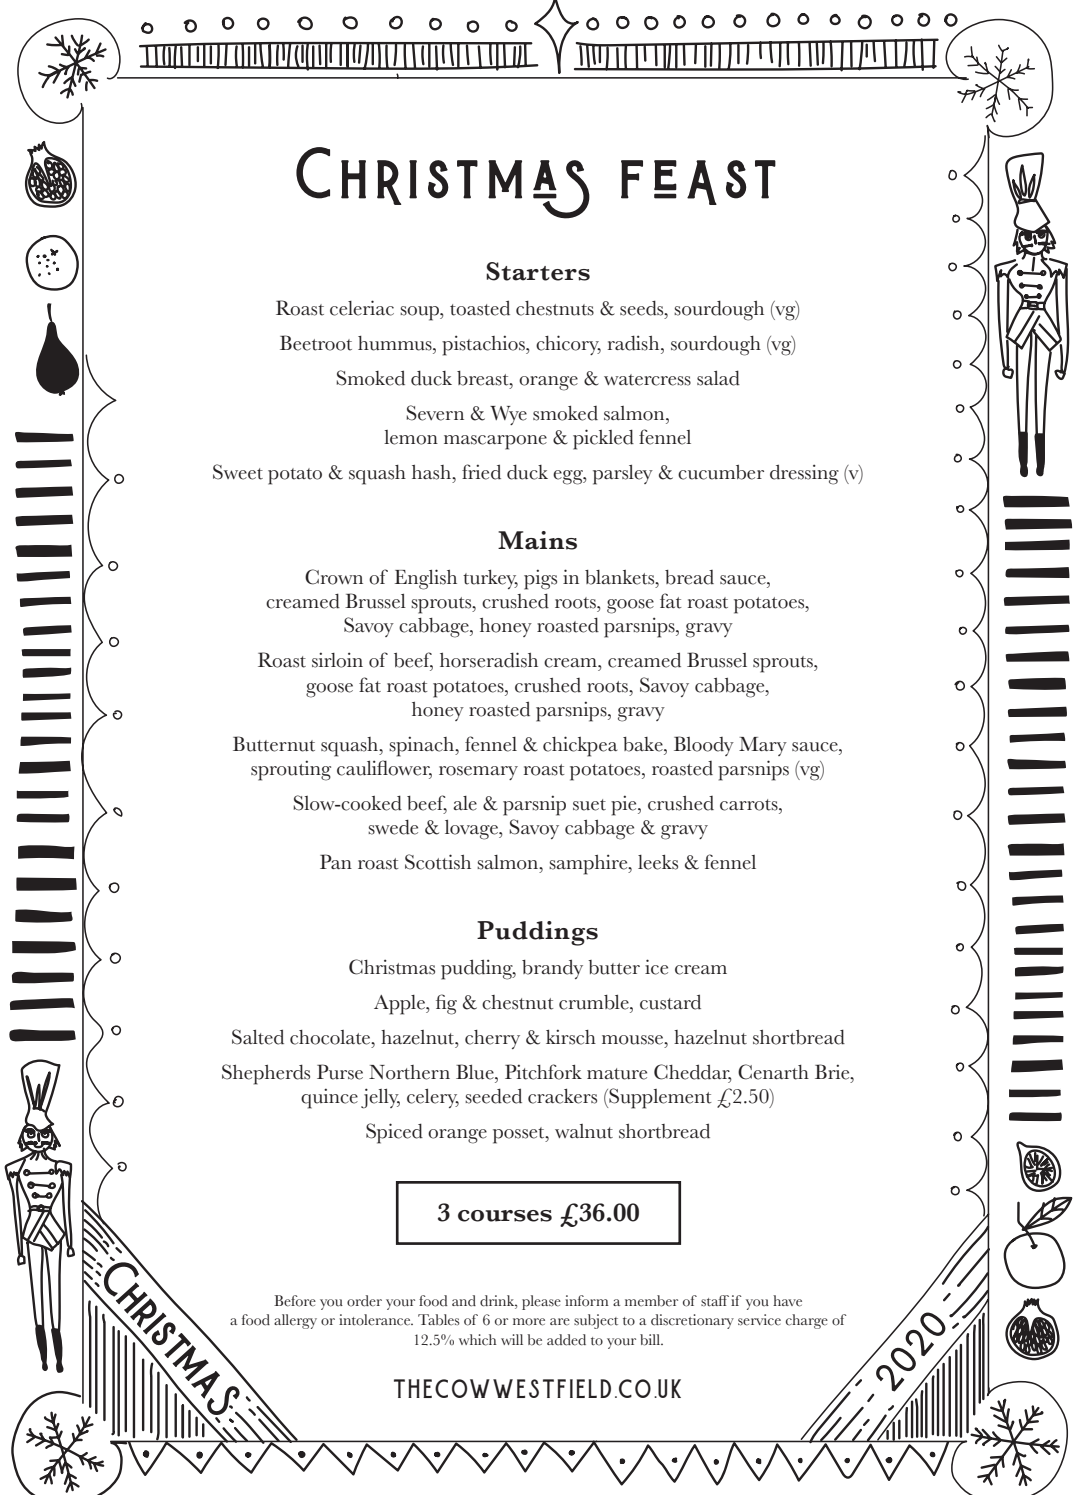 Christmas feast
Starters
Roast celeriac soup, toasted chestnuts & seeds, sourdough (vg)
Beetroot hummus, pistachios, chicory, radish, sourdough (vg)
Smoked duck breast, orange & watercress salad
Severn & Wye smoked salmon,
lemon mascarpone & pickled fennel
Sweet potato & squash hash, fried duck egg, parsley & cucumber dressing (v)
Mains
Crown of English turkey, pigs in blankets, bread sauce,
creamed Brussel sprouts, crushed roots, goose fat roast potatoes,
Savoy cabbage, honey roasted parsnips, gravy
Roast sirloin of beef, horseradish cream, creamed Brussel sprouts,
goose fat roast potatoes, crushed roots, Savoy cabbage,
honey roasted parsnips, gravy
Butternut squash, spinach, fennel & chickpea bake, Bloody Mary sauce,
sprouting cauliflower, rosemary roast potatoes, roasted parsnips (vg)
Slow-cooked beef, ale & parsnip suet pie, crushed carrots,
swede & lovage, Savoy cabbage & gravy
Pan roast Scottish salmon, samphire, leeks & fennel
Puddings
Christmas pudding, brandy butter ice cream
Apple, fig & chestnut crumble, custard
Salted chocolate, hazelnut, cherry & kirsch mousse, hazelnut shortbread
Shepherds Purse Northern Blue, Pitchfork mature Cheddar, Cenarth Brie,
quince jelly, celery, seeded crackers (Supplement £2.50)
Spiced orange posset, walnut shortbread
3 courses £36.00
Before you order your food and drink, please inform a member of staff if you have
a food allergy or intolerance. Tables of 6 or more are subject to a discretionary service charge of
12.5% which will be added to your bill.
THECOWWESTFIELD.CO.UK
CHRISTMAS
2020